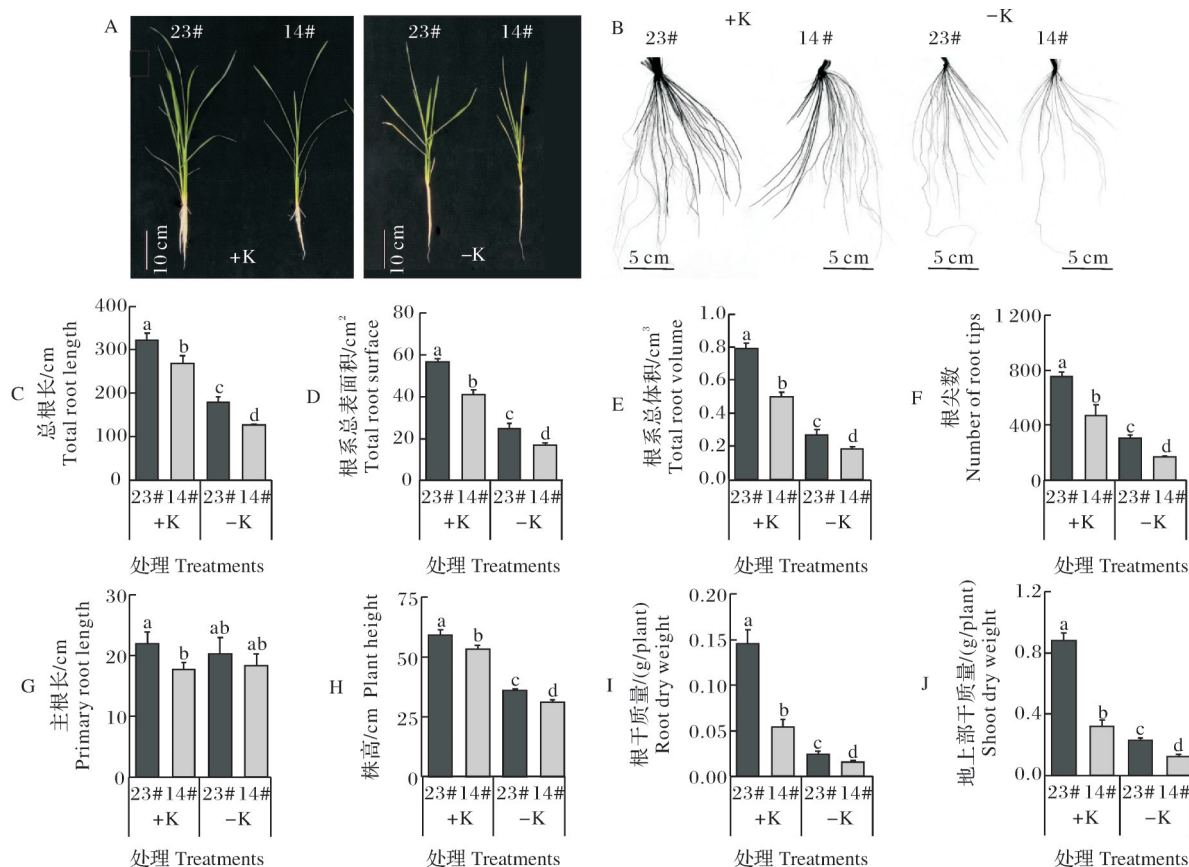 A
23# 14#
10 cm
+K
23# 14#
10 cm
−K
B
+K
−K
23# 14# 23# 14#
5 cm 5 cm 5 cm 5 cm
C
总根长/cm
Total root length
400
300
200
100
0
a b c d
23# 14# 23# 14#
+K −K
处理 Treatments
D
根系总表面积/cm²
Total root surface
80
60
40
20
0
a b c d
23# 14# 23# 14#
+K −K
处理 Treatments
E
根系总体积/cm³
Total root volume
1.0
0.8
0.6
0.4
0.2
0.0
a b c d
23# 14# 23# 14#
+K −K
处理 Treatments
F
根尖数
Number of root tips
1 200
800
400
0
a b c d
23# 14# 23# 14#
+K −K
处理 Treatments
G
主根长/cm
Primary root length
30
20
10
0
a b ab ab
23# 14# 23# 14#
+K −K
处理 Treatments
H
株高/cm Plant height
75
50
25
0
a b c d
23# 14# 23# 14#
+K −K
处理 Treatments
I
根干质量/(g/plant)
Root dry weight
0.20
0.15
0.10
0.05
0.00
a b c d
23# 14# 23# 14#
+K −K
处理 Treatments
J
地上部干质量/(g/plant)
Shoot dry weight
1.2
0.8
0.4
0.0
a b c d
23# 14# 23# 14#
+K −K
处理 Treatments